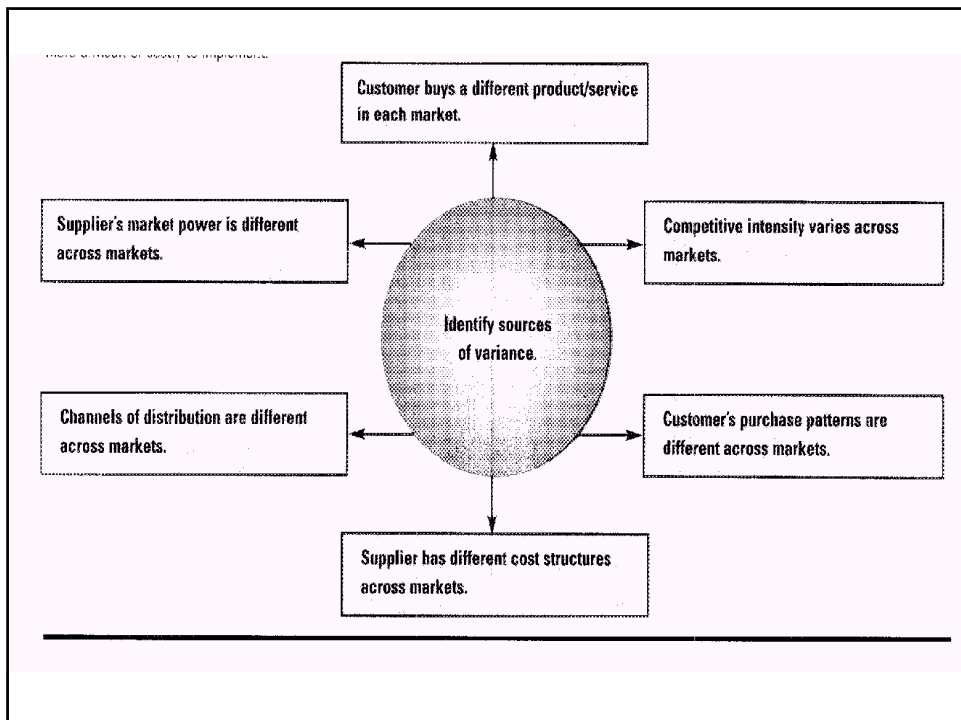 to implement.
Customer buys a different product/service
in each market.
Supplier's market power is different
across markets.
Competitive intensity varies across
markets.
Identify sources
of variance.
Channels of distribution are different
across markets.
Customer's purchase patterns are
different across markets.
Supplier has different cost structures
across markets.